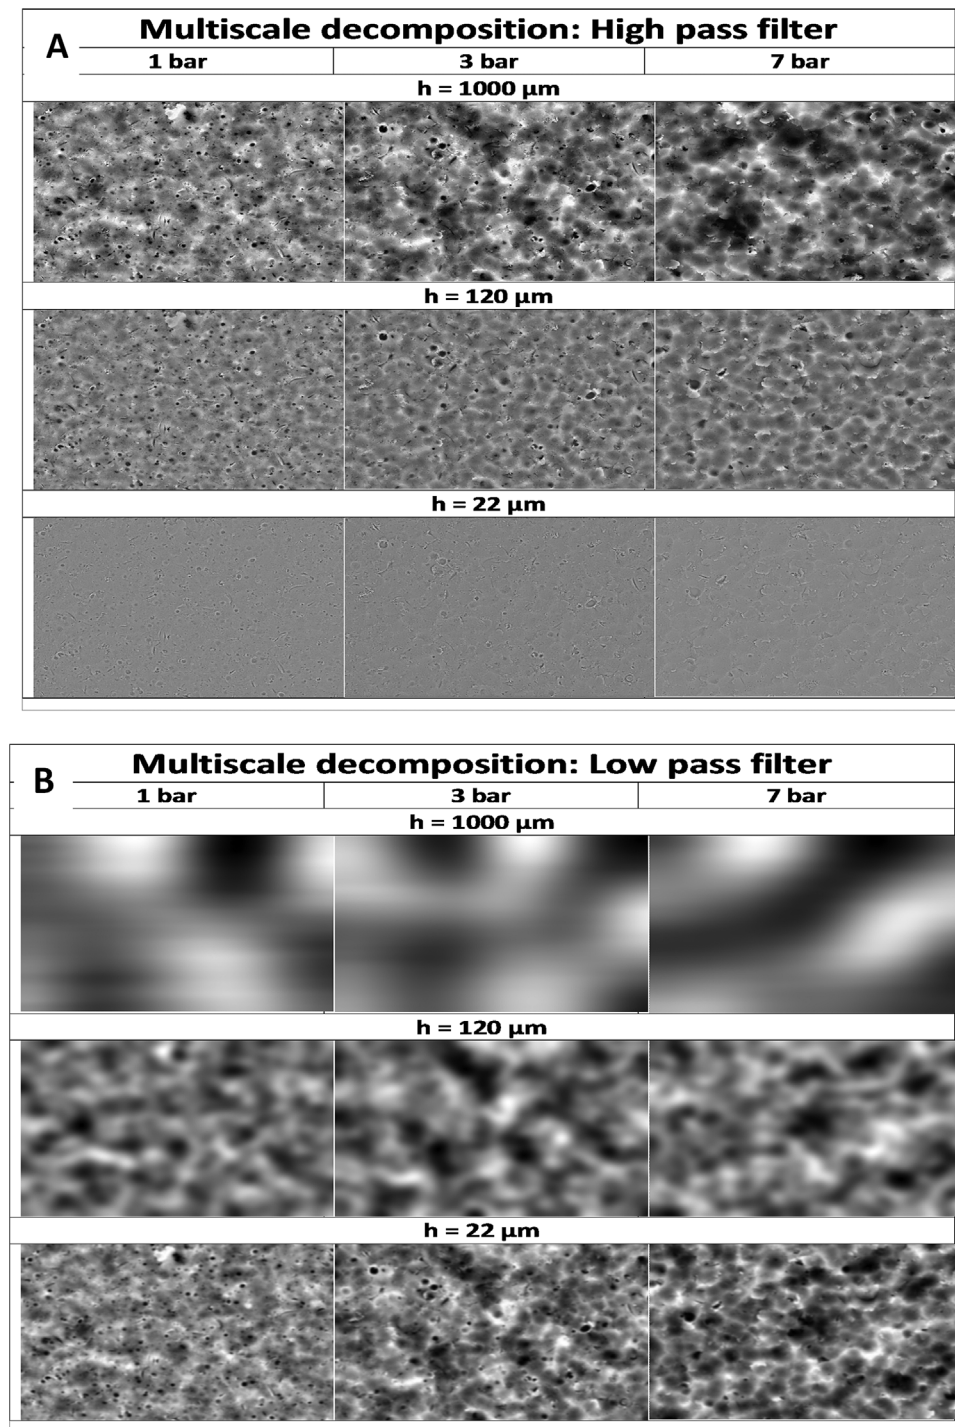 A
Multiscale decomposition: High pass filter
1 bar 3 bar 7 bar
h = 1000 µm
h = 120 µm
h = 22 µm
B
Multiscale decomposition: Low pass filter
1 bar 3 bar 7 bar
h = 1000 µm
h = 120 µm
h = 22 µm